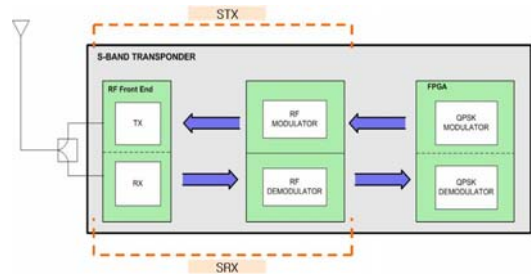 STX
S-BAND TRANSPONDER
RF Front End
TX
RX
RF
MODULATOR
RF
DEMODULATOR
FPGA
QPSK
MODULATOR
QPSK
DEMODULATOR
SRX